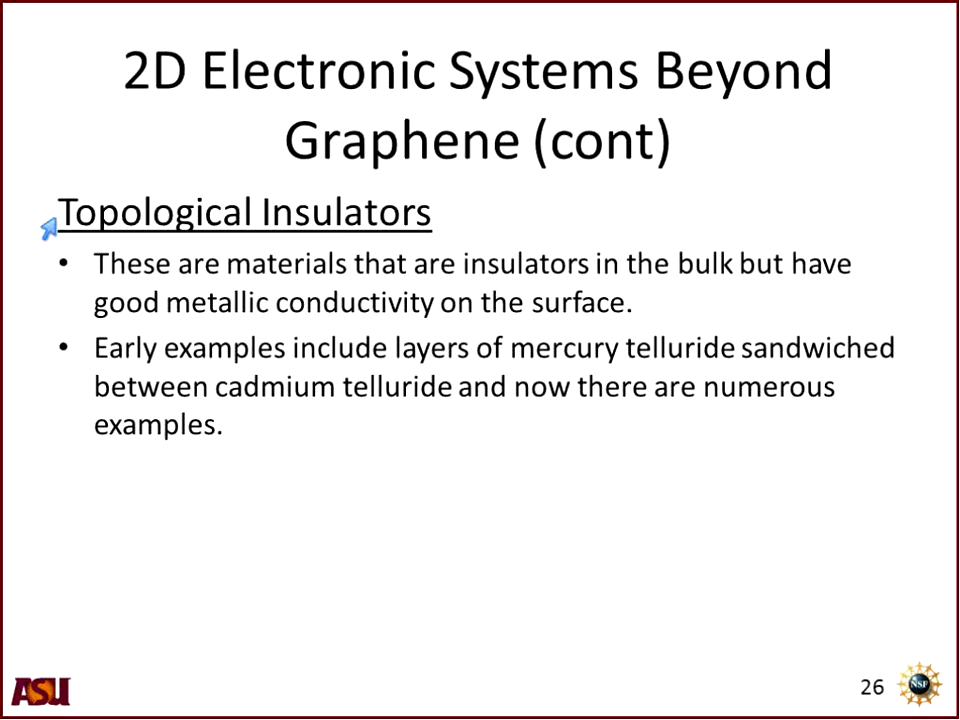 2D Electronic Systems Beyond
Graphene (cont)
Topological Insulators
• These are materials that are insulators in the bulk but have
good metallic conductivity on the surface.
• Early examples include layers of mercury telluride sandwiched
between cadmium telluride and now there are numerous
examples.
ASU
26
NSF